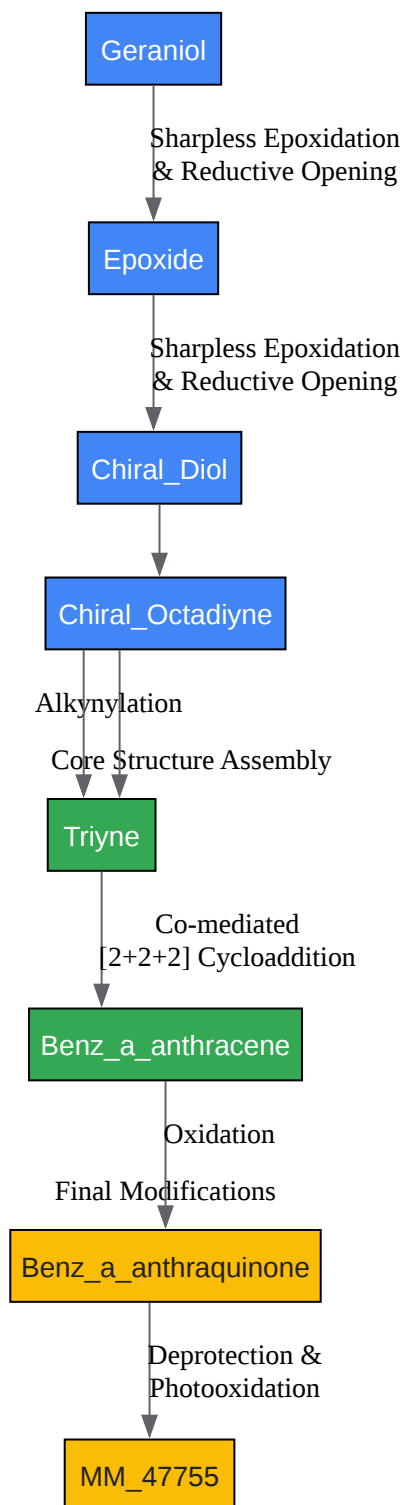 Geraniol
Sharpless Epoxidation
& Reductive Opening
Epoxide
Sharpless Epoxidation
& Reductive Opening
Chiral_Diol
Chiral_Octadiyne
Alkynylation
Core Structure Assembly
Triyne
Co-mediated
[2+2+2] Cycloaddition
Benz_a_anthracene
Oxidation
Final Modifications
Benz_a_anthraquinone
Deprotection &
Photooxidation
MM_47755